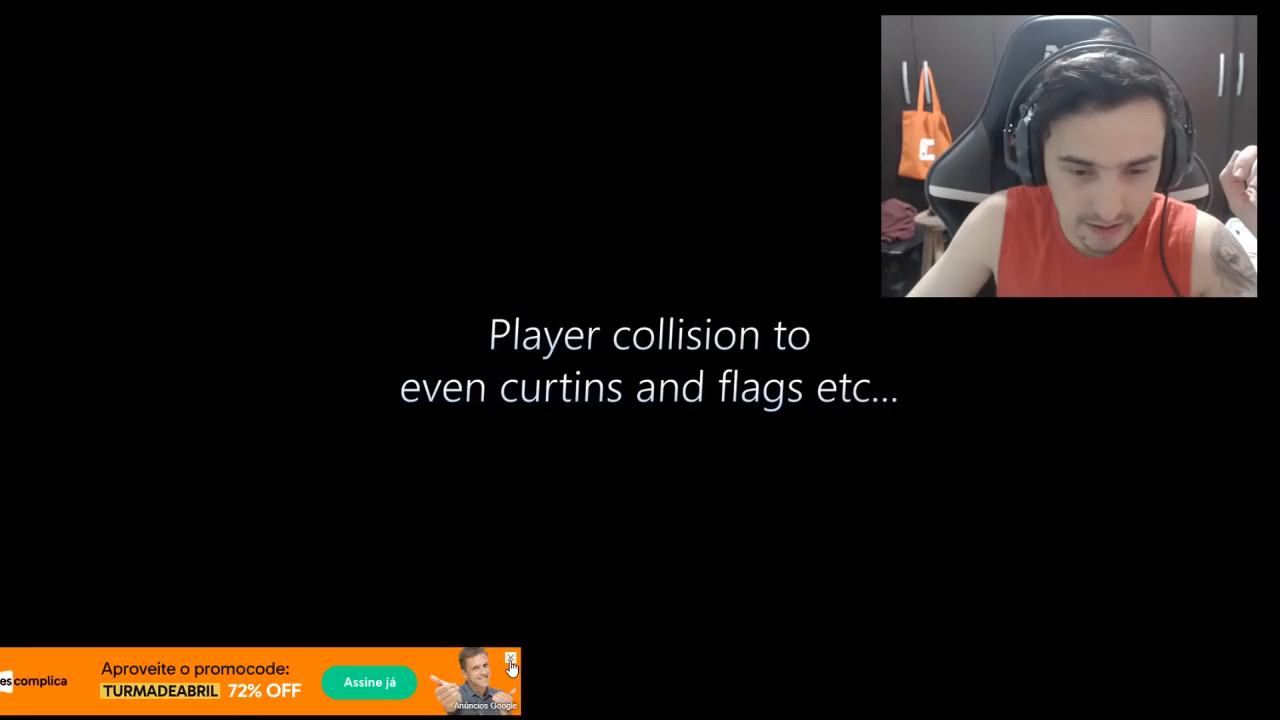 Player collision to
even curtins and flags etc...
Aproveite o promocode:
TURMADEABRIL 72% OFF
escomplica
Assine já
Anúncios Google